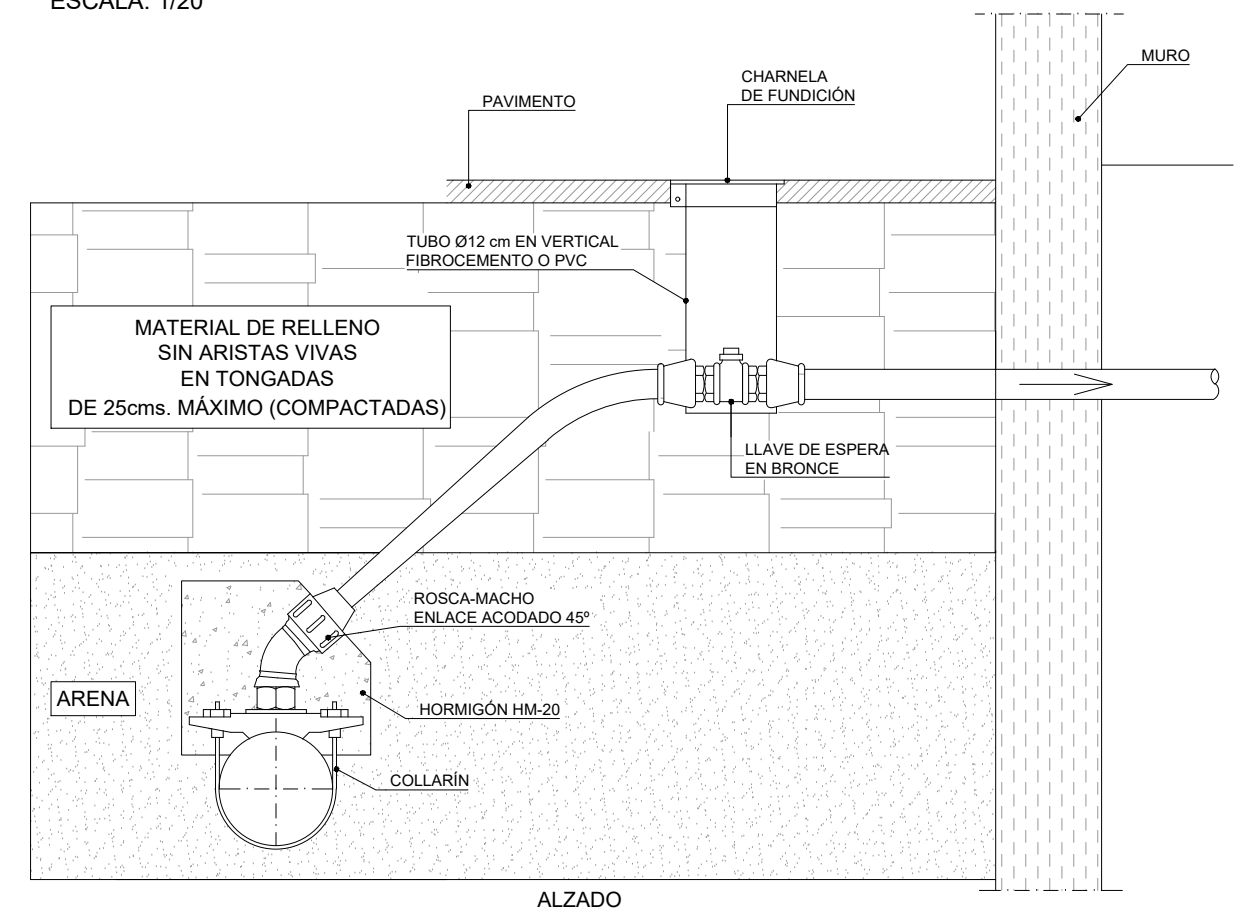 ESCALA: 1/20
MURO
CHARNELA
DE FUNDICIÓN
PAVIMENTO
TUBO Ø12 cm EN VERTICAL
FIBROCEMENTO O PVC
MATERIAL DE RELLENO
SIN ARISTAS VIVAS
EN TONGADAS
DE 25cms. MÁXIMO (COMPACTADAS)
LLAVE DE ESPERA
EN BRONCE
ROSCA-MACHO
ENLACE ACODADO 45º
ARENA
HORMIGÓN HM-20
COLLARÍN
ALZADO